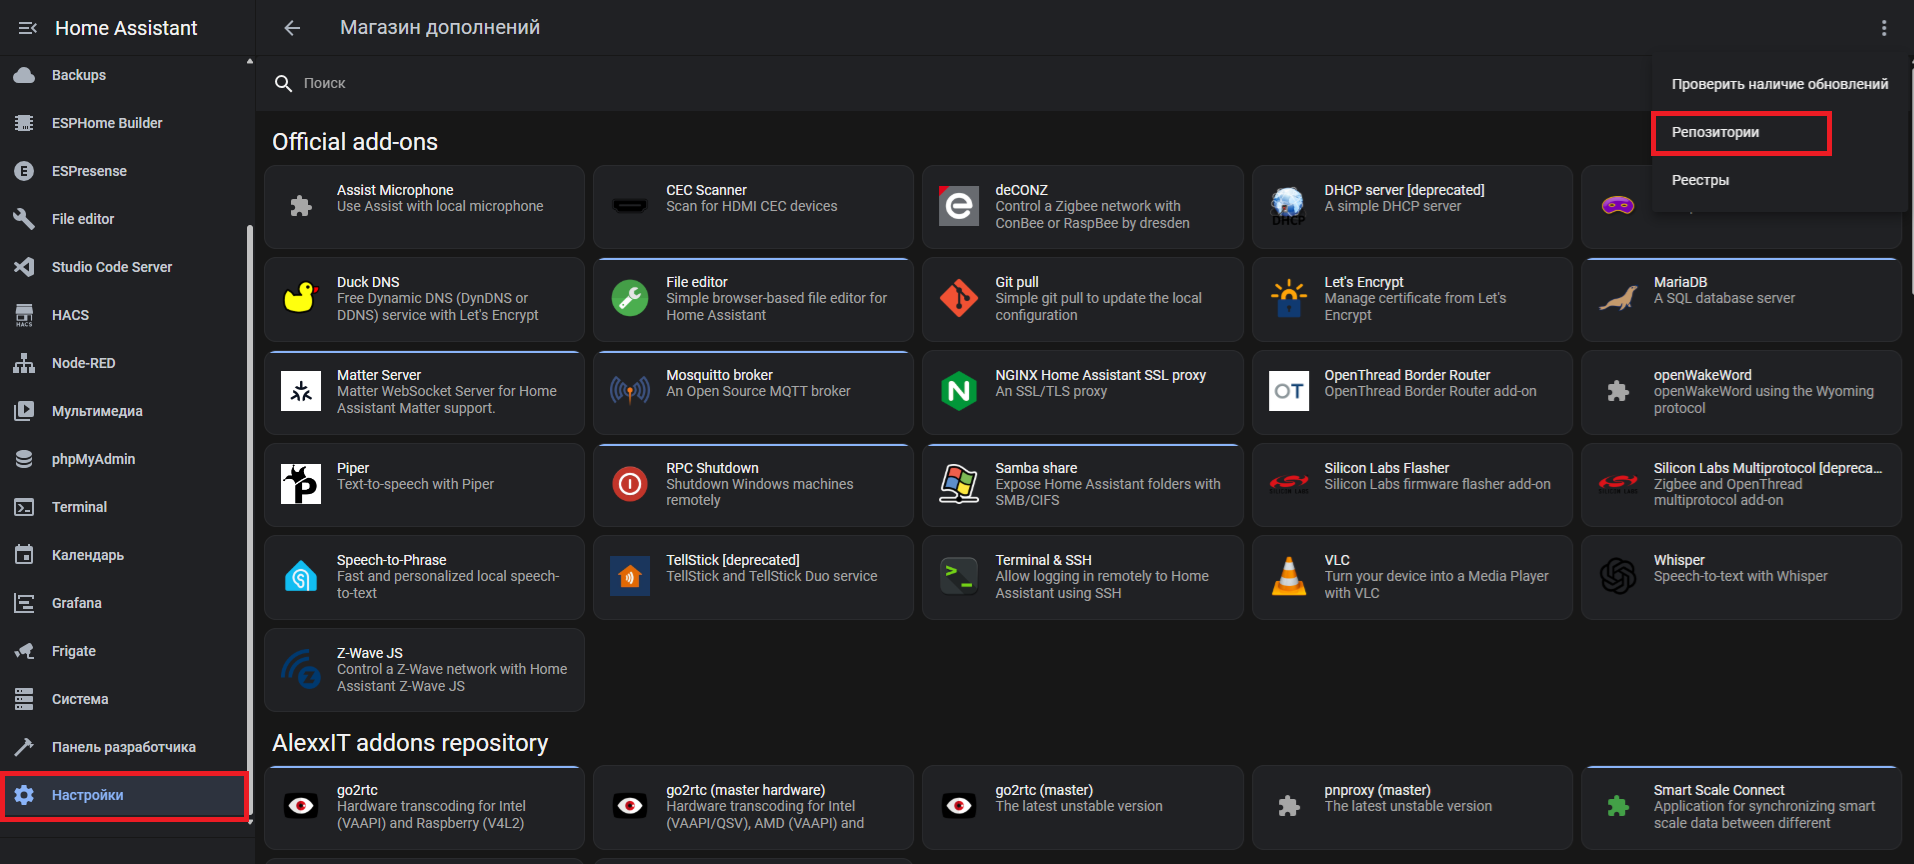 Home Assistant
Backups
ESPHome Builder
ESPresense
File editor
Studio Code Server
HACS
HACS
Node-RED
Мультимедиа
phpMyAdmin
Terminal
Календарь
Grafana
Frigate
Система
Панель разработчика
Настройки
Магазин дополнений
Поиск
Проверить наличие обновлений
Репозитории
Реестры
Official add-ons
Assist Microphone
Use Assist with local microphone
CEC Scanner
Scan for HDMI CEC devices
deCONZ
Control a Zigbee network with
ConBee or RaspBee by dresden
DHCP
DHCP server [deprecated]
A simple DHCP server
Duck DNS
Free Dynamic DNS (DynDNS or
DDNS) service with Let's Encrypt
File editor
Simple browser-based file editor for
Home Assistant
Git pull
Simple git pull to update the local
configuration
Let's Encrypt
Manage certificate from Let's
Encrypt
MariaDB
A SQL database server
Matter Server
Matter WebSocket Server for Home
Assistant Matter support.
Mosquitto broker
An Open Source MQTT broker
NGINX Home Assistant SSL proxy
An SSL/TLS proxy
OT
OpenThread Border Router
OpenThread Border Router add-on
openWakeWord
openWakeWord using the Wyoming
protocol
Piper
Text-to-speech with Piper
RPC Shutdown
Shutdown Windows machines
remotely
Samba share
Expose Home Assistant folders with
SMB/CIFS
SILICON LABS
Silicon Labs Flasher
Silicon Labs firmware flasher add-on
SILICON LABS
Silicon Labs Multiprotocol [depreca...
Zigbee and OpenThread
multiprotocol add-on
Speech-to-Phrase
Fast and personalized local speech-
to-text
TellStick [deprecated]
TellStick and TellStick Duo service
Terminal & SSH
Allow logging in remotely to Home
Assistant using SSH
VLC
Turn your device into a Media Player
with VLC
Whisper
Speech-to-text with Whisper
Z-Wave JS
Control a Z-Wave network with Home
Assistant Z-Wave JS
AlexxIT addons repository
go2rtc
Hardware transcoding for Intel
(VAAPI) and Raspberry (V4L2)
go2rtc (master hardware)
Hardware transcoding for Intel
(VAAPI/QSV), AMD (VAAPI) and
go2rtc (master)
The latest unstable version
pnproxy (master)
The latest unstable version
Smart Scale Connect
Application for synchronizing smart
scale data between different